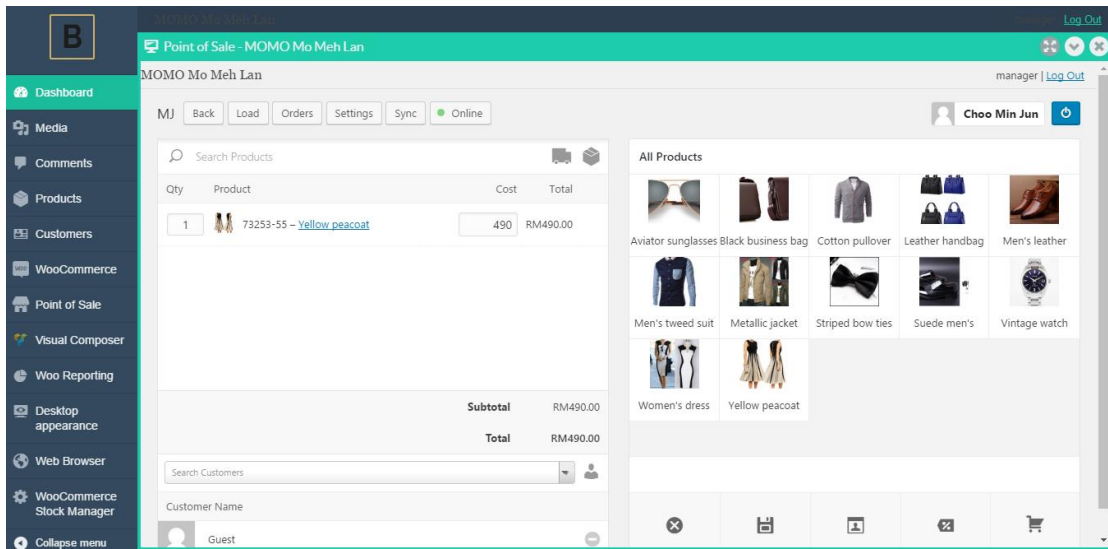 B
MOMO Mo Meh Lan
manager Log Out
Point of Sale - MOMO Mo Meh Lan
MOMO Mo Meh Lan
manager | Log Out
Dashboard
Media
Comments
Products
Customers
WooCommerce
Point of Sale
Visual Composer
Woo Reporting
Desktop
appearance
Web Browser
WooCommerce
Stock Manager
Collapse menu
MJ Back Load Orders Settings Sync Online
Choo Min Jun
Search Products
Qty Product Cost Total
1 73253-55 – Yellow peacoat 490 RM490.00
Subtotal RM490.00
Total RM490.00
Search Customers
Customer Name
Guest
All Products
Aviator sunglasses Black business bag Cotton pullover Leather handbag Men's leather
Men's tweed suit Metallic jacket Striped bow ties Suede men's Vintage watch
Women's dress Yellow peacoat